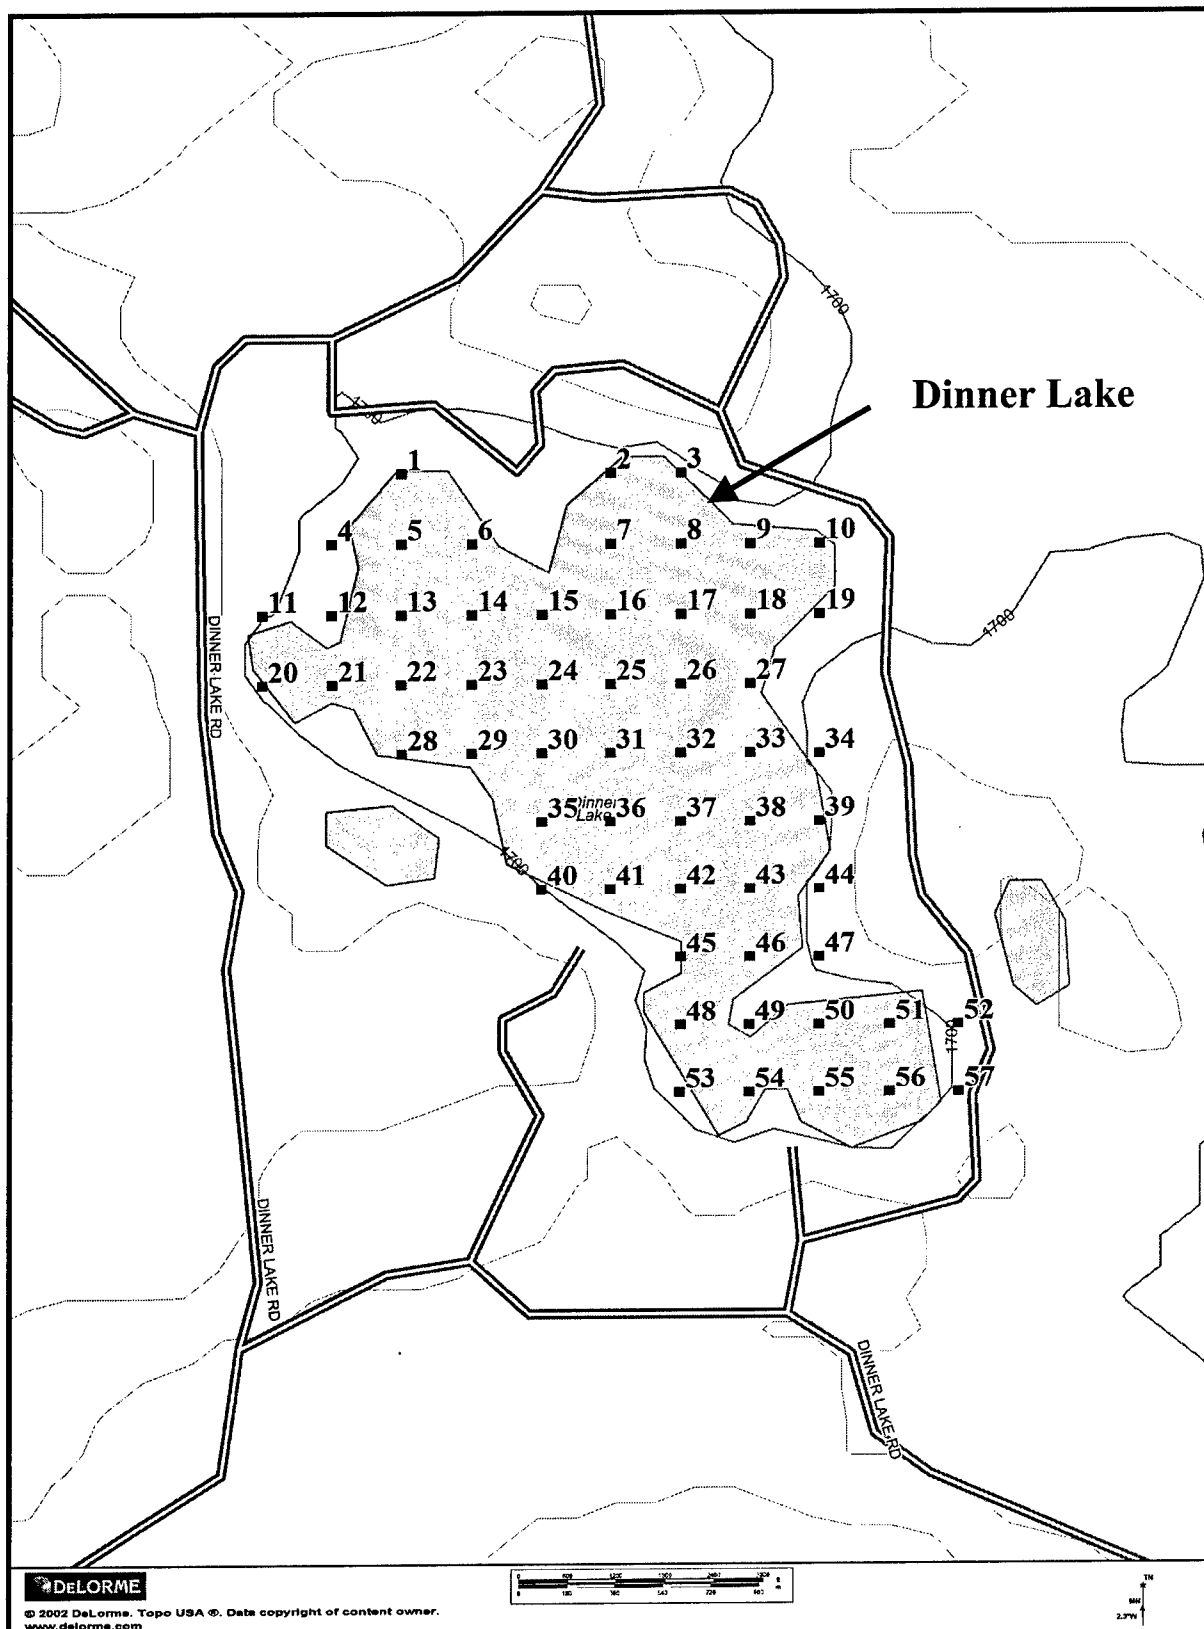 1700
Dinner Lake
1700
1 2 3
4 5 6 7 8 9 10
11 12 13 14 15 16 17 18 19
1700
DINNER LAKE RD
20 21 22 23 24 25 26 27
28 29 30 31 32 33 34
35 Dinner Lake 36 37 38 39
1700
40 41 42 43 44
45 46 47
48 49 50 51 52
1700
53 54 55 56 57
DINNER LAKE RD
DINNER LAKE RD
DELORME
© 2002 DeLorme. Topo USA ®. Data copyright of content owner.
www.delorme.com
TN
MN